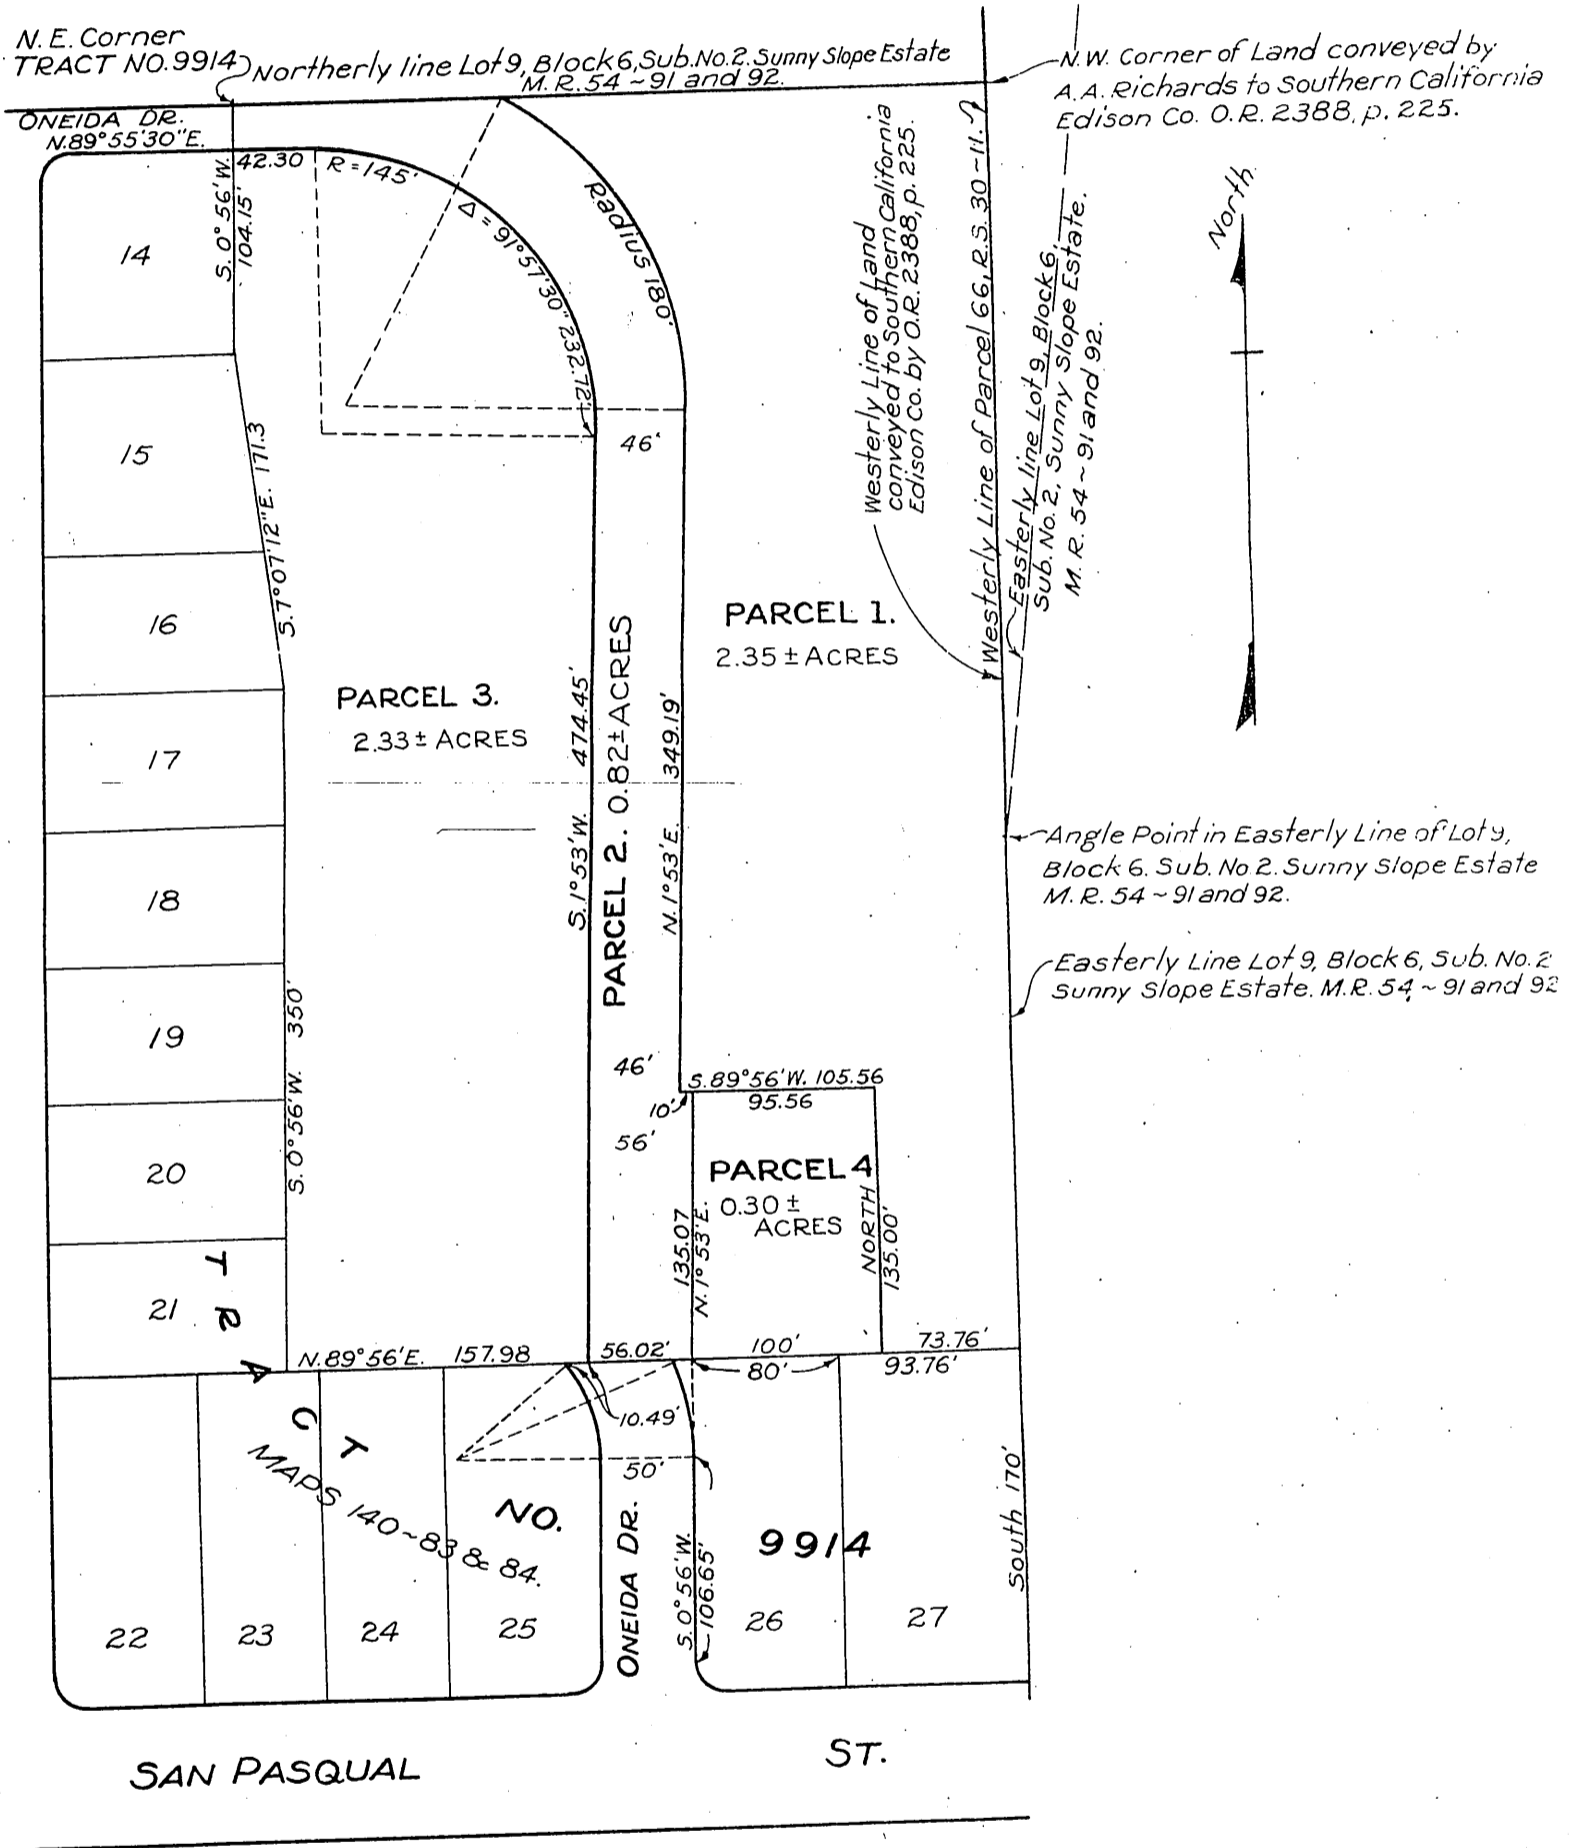 N. E. Corner
TRACT NO. 9914
Northerly line Lot 9, Block 6, Sub. No. 2. Sunny Slope Estate
M. R. 54 ~ 91 and 92.
N.W. Corner of Land conveyed by
A.A. Richards to Southern California
Edison Co. O.R. 2388, p. 225.
ONEIDA DR.
N.89°55'30"E.
42.30
R=145'
S. 0° 56' W.
104.15'
Δ = 91°57'30"
232.72'
Radius 180'
Westerly Line of Land
conveyed to Southern California
Edison Co. by O.R. 2388, p. 225.
Westerly Line of Parcel 66, R.S. 30~11.
Easterly line Lot 9, Block 6,
Sub. No. 2, Sunny Slope Estate.
M. R. 54 ~ 91 and 92.
North
14
15
S. 7° 07' 12" E. 171.3
46'
16
PARCEL 1.
2.35 ± ACRES
PARCEL 3.
2.33 ± ACRES
17
S. 1° 53' W. 474.45'
PARCEL 2. 0.82± ACRES
N. 1° 53' E. 349.19'
Angle Point in Easterly Line of Lot 9,
Block 6. Sub. No. 2. Sunny Slope Estate
M. R. 54 ~ 91 and 92.
18
Easterly Line Lot 9, Block 6, Sub. No. 2
Sunny Slope Estate. M. R. 54, ~ 91 and 92
19
S. 0° 56' W. 350'
46'
S. 89° 56' W. 105.56
10'
95.56
56'
20
PARCEL 4
0.30 ±
ACRES
135.07
N. 1° 53' E.
NORTH
135.00'
21
N. 89° 56' E. 157.98
56.02'
100'
73.76'
80'
93.76'
10.49'
50'
TRACT
NO.
9914
MAPS 140~83 & 84.
ONEIDA DR.
S. 0° 56' W.
106.65'
South 170'
22
23
24
25
26
27
SAN PASQUAL
ST.